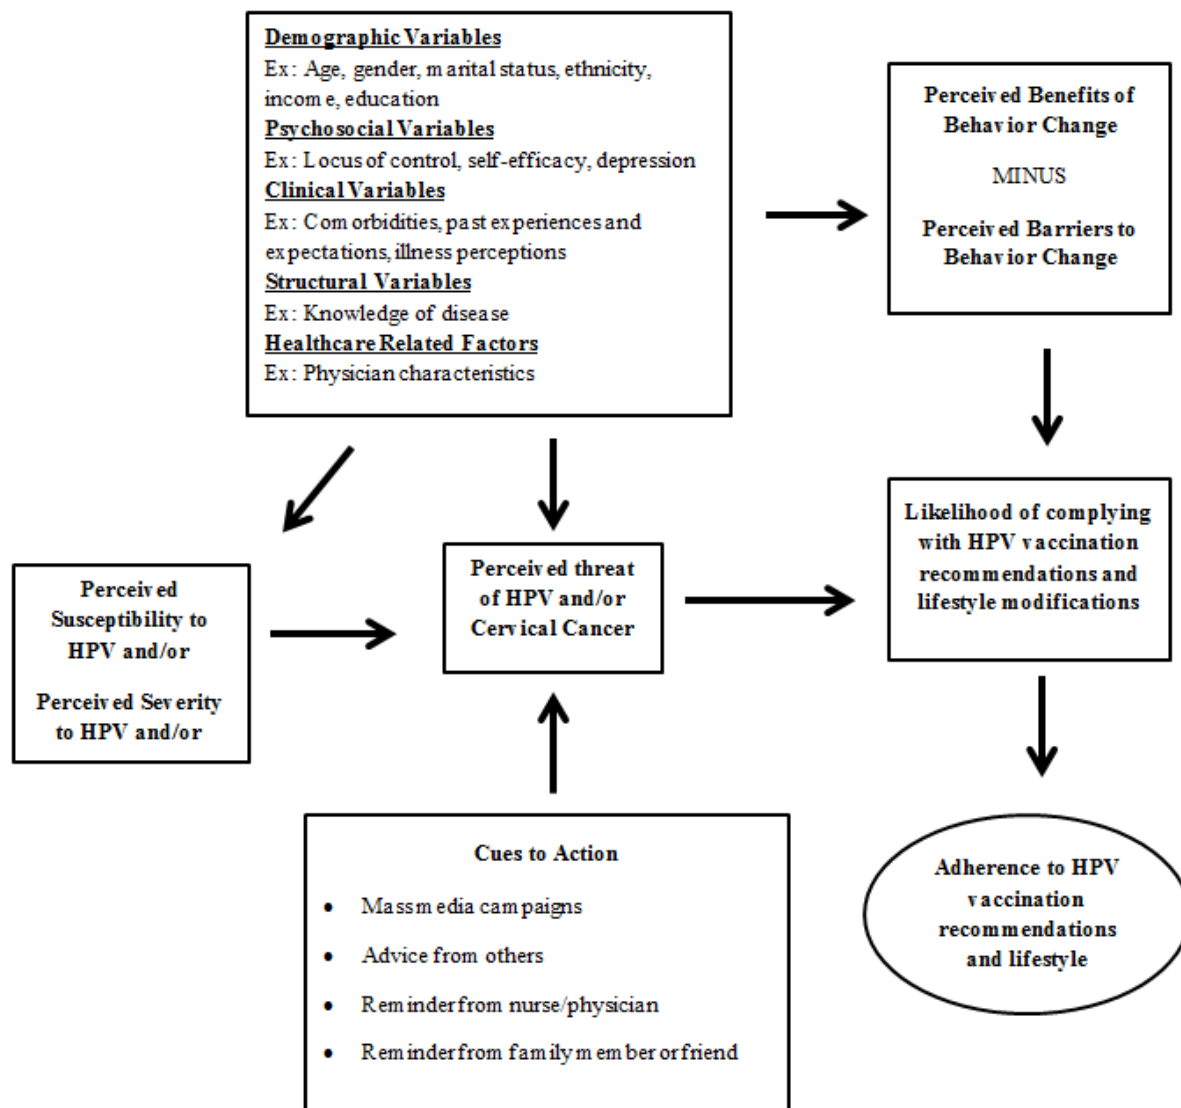 Demographic Variables
Ex: Age, gender, marital status, ethnicity,
income, education
Psychosocial Variables
Ex: Locus of control, self-efficacy, depression
Clinical Variables
Ex: Comorbidities, past experiences and
expectations, illness perceptions
Structural Variables
Ex: Knowledge of disease
Healthcare Related Factors
Ex: Physician characteristics
Perceived Benefits of
Behavior Change
MINUS
Perceived Barriers to
Behavior Change
Perceived
Susceptibility to
HPV and/or
Perceived Severity
to HPV and/or
Perceived threat
of HPV and/or
Cervical Cancer
Likelihood of complying
with HPV vaccination
recommendations and
lifestyle modifications
Cues to Action
• Mass media campaigns
• Advice from others
• Reminder from nurse/physician
• Reminder from family member or friend
Adherence to HPV
vaccination
recommendations
and lifestyle